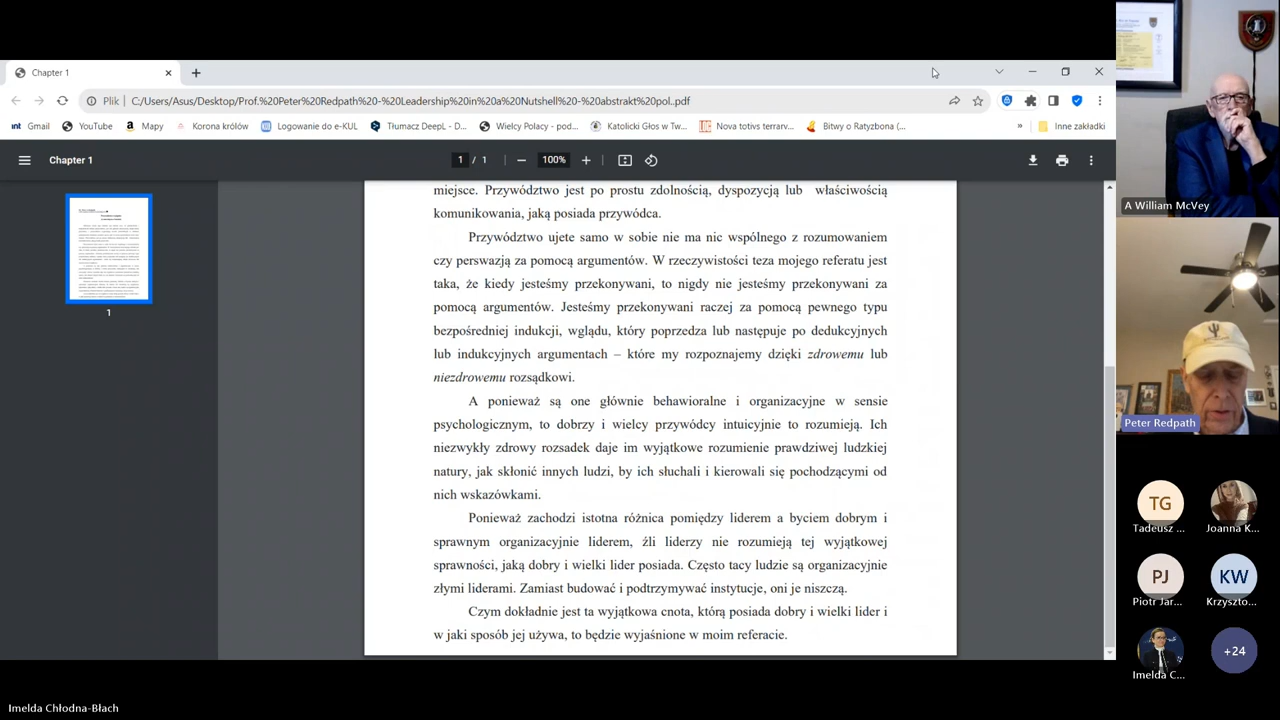 Chapter 1
Plik
C:/Users/Asus/Desktop/Prof.%20Peter%20Redpath%20-%20Leadership%20in%20a%20Nutshell%20-%20abstrakt%20pol..pdf
Gmail
YouTube
Mapy
Korona królów
Logowanie do e-KUL
Tłumacz DeepL - D...
Wielcy Polacy - pod...
Katolicki Głos w Tw...
Nova totivs terrarv...
Bitwy o Ratyzbona (...
»
Inne zakładki
Chapter 1
1 / 1
100%
1
miejsce. Przywództwo jest po prostu zdolnością, dyspozycją lub właściwością
komunikowania, jaką posiada przywódca.
Przywództwo wzięte samo w sobie nie ma nic wspólnego z rozumowaniem
czy perswazją za pomocą argumentów. W rzeczywistości teza mojego referatu jest
taka, że kiedy jesteśmy przekonywani, to nigdy nie jesteśmy przekonywani za
pomocą argumentów. Jesteśmy przekonywani raczej za pomocą pewnego typu
bezpośredniej indukcji, wglądu, który poprzedza lub następuje po dedukcyjnych
lub indukcyjnych argumentach – które my rozpoznajemy dzięki zdrowemu lub
niezdrowemu rozsądkowi.
A ponieważ są one głównie behawioralne i organizacyjne w sensie
psychologicznym, to dobrzy i wielcy przywódcy intuicyjnie to rozumieją. Ich
niezwykły zdrowy rozsadek daje im wyjątkowe rozumienie prawdziwej ludzkiej
natury, jak skłonić innych ludzi, by ich słuchali i kierowali się pochodzącymi od
nich wskazówkami.
Ponieważ zachodzi istotna różnica pomiędzy liderem a byciem dobrym i
sprawnym organizacyjnie liderem, źli liderzy nie rozumieją tej wyjątkowej
sprawności, jaką dobry i wielki lider posiada. Często tacy ludzie są organizacyjnie
złymi liderami. Zamiast budować i podtrzymywać instytucje, oni je niszczą.
Czym dokładnie jest ta wyjątkowa cnota, którą posiada dobry i wielki lider i
w jaki sposób jej używa, to będzie wyjaśnione w moim referacie.
A William McVey
Peter Redpath
TG
Tadeusz ...
Joanna K...
PJ
Piotr Jar...
KW
Krzyszto...
Imelda C...
+24
Imelda Chłodna-Błach